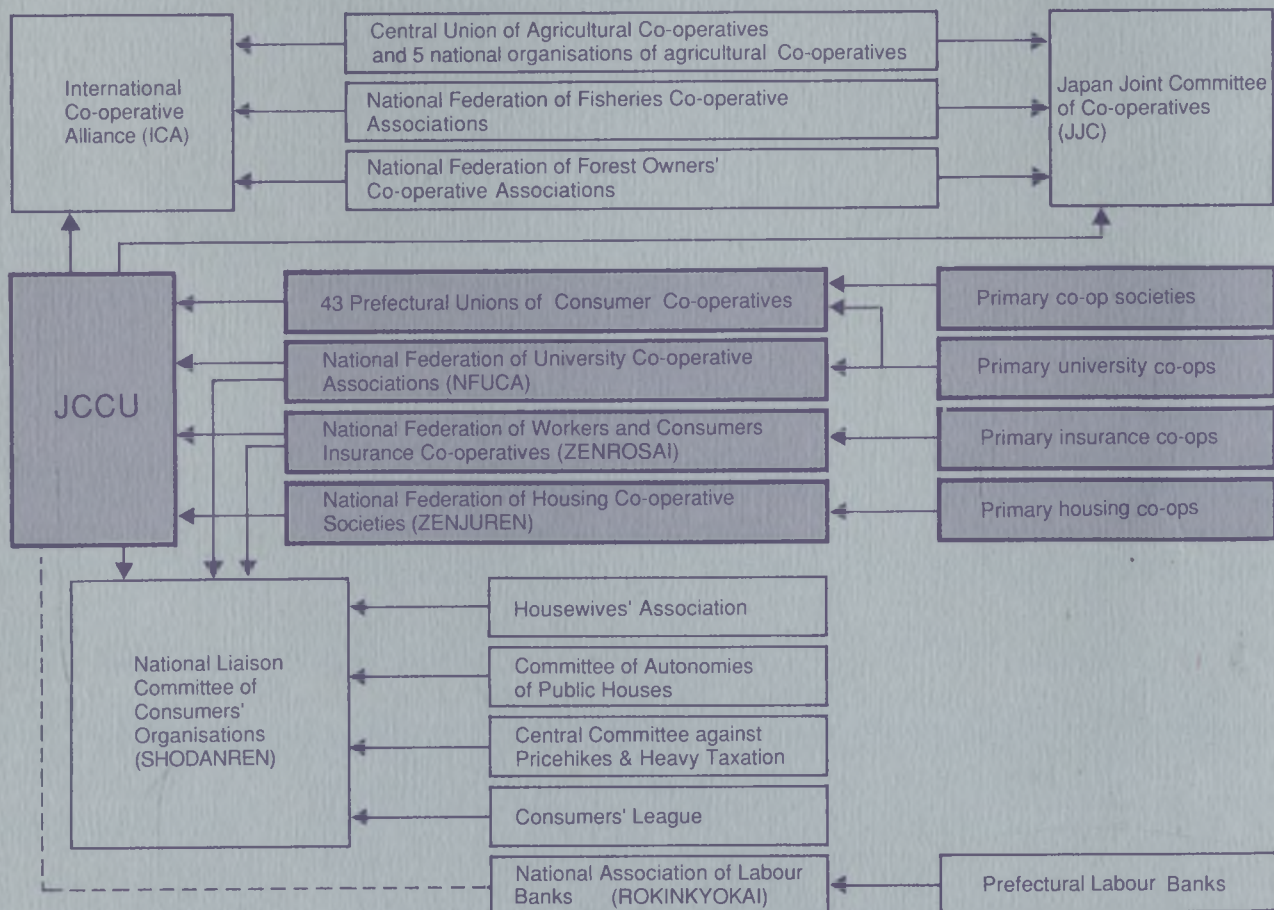 Central Union of Agricultural Co-operatives
and 5 national organisations of agricultural Co-operatives
International
Co-operative
Alliance (ICA)
National Federation of Fisheries Co-operative
Associations
Japan Joint Committee
of Co-operatives
(JJC)
National Federation of Forest Owners'
Co-operative Associations
JCCU
43 Prefectural Unions of Consumer Co-operatives
Primary co-op societies
National Federation of University Co-operative
Associations (NFUCA)
Primary university co-ops
National Federation of Workers and Consumers
Insurance Co-operatives (ZENROSAI)
Primary insurance co-ops
National Federation of Housing Co-operative
Societies (ZENJUREN)
Primary housing co-ops
National Liaison
Committee of
Consumers'
Organisations
(SHODANREN)
Housewives' Association
Committee of Autonomies
of Public Houses
Central Committee against
Pricehikes & Heavy Taxation
Consumers' League
National Association of Labour
Banks (ROKINKYOKAI)
Prefectural Labour Banks